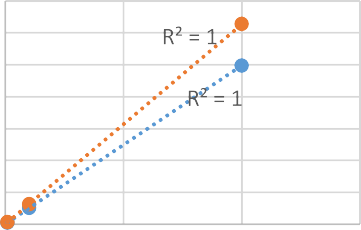 R² = 1
R² = 1